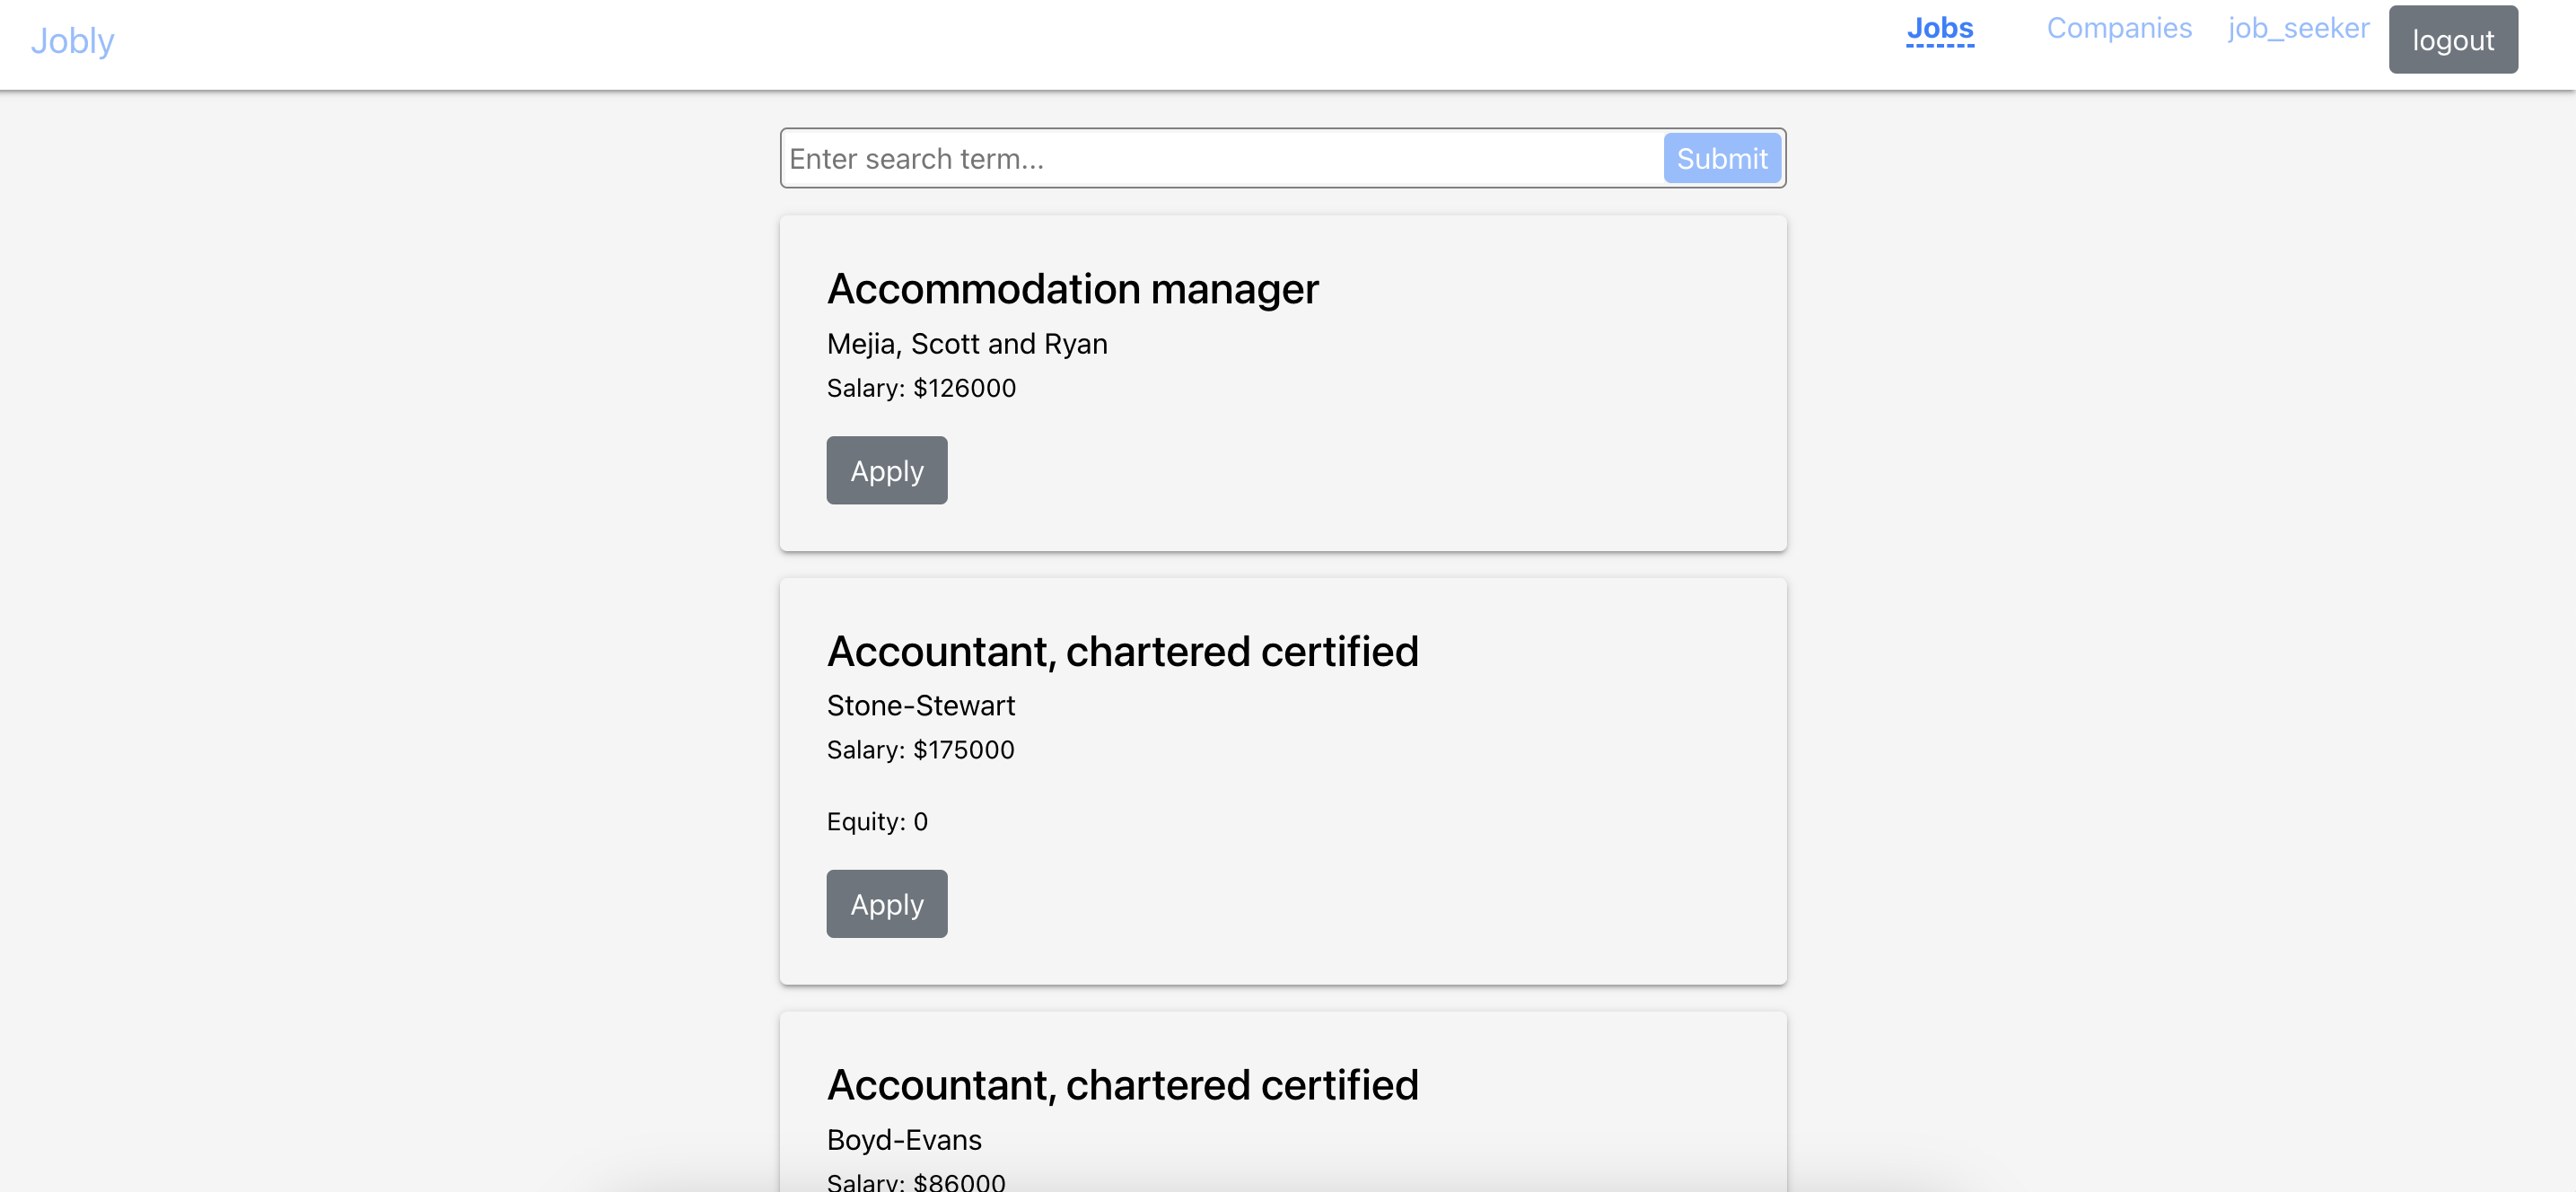 Jobly
Jobs Companies job_seeker logout
Enter search term...
Submit
Accommodation manager
Mejia, Scott and Ryan
Salary: $126000
Apply
Accountant, chartered certified
Stone-Stewart
Salary: $175000
Equity: 0
Apply
Accountant, chartered certified
Boyd-Evans
Salary: $86000